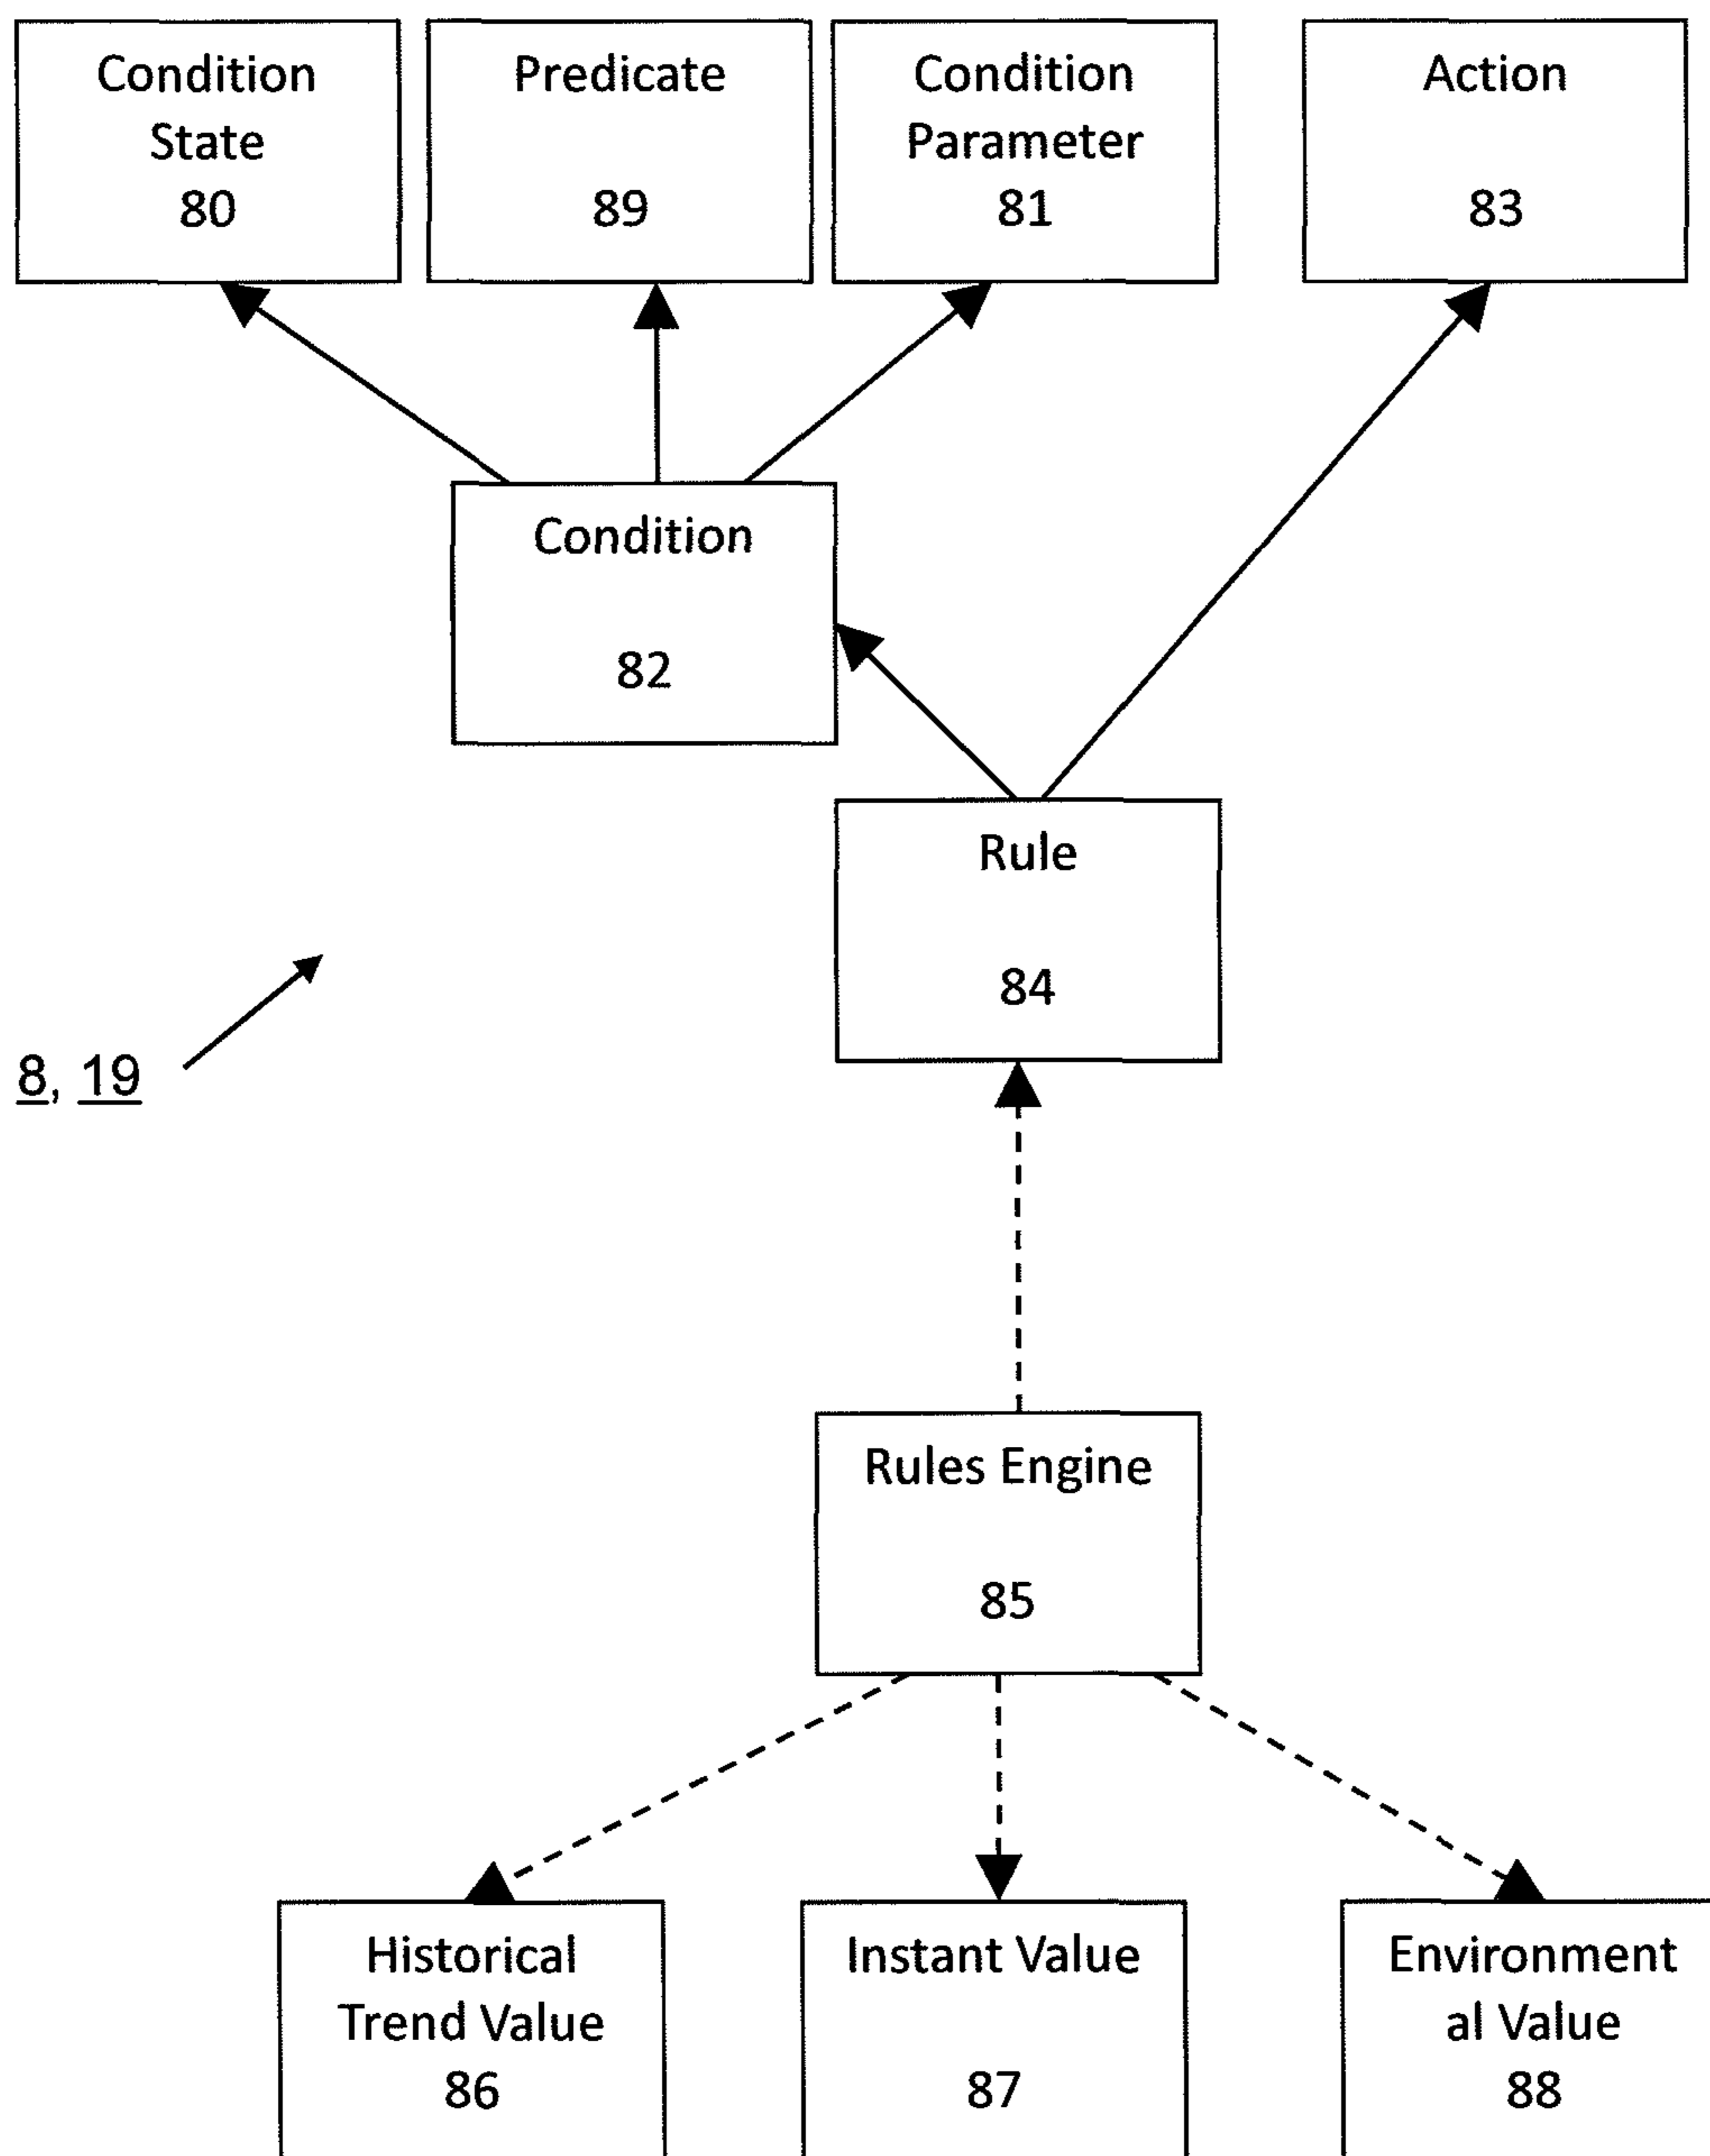 Condition
State
80
Predicate
89
Condition
Parameter
81
Action
83
Condition
82
Rule
84
8, 19
Rules Engine
85
Historical
Trend Value
86
Instant Value
87
Environment
al Value
88